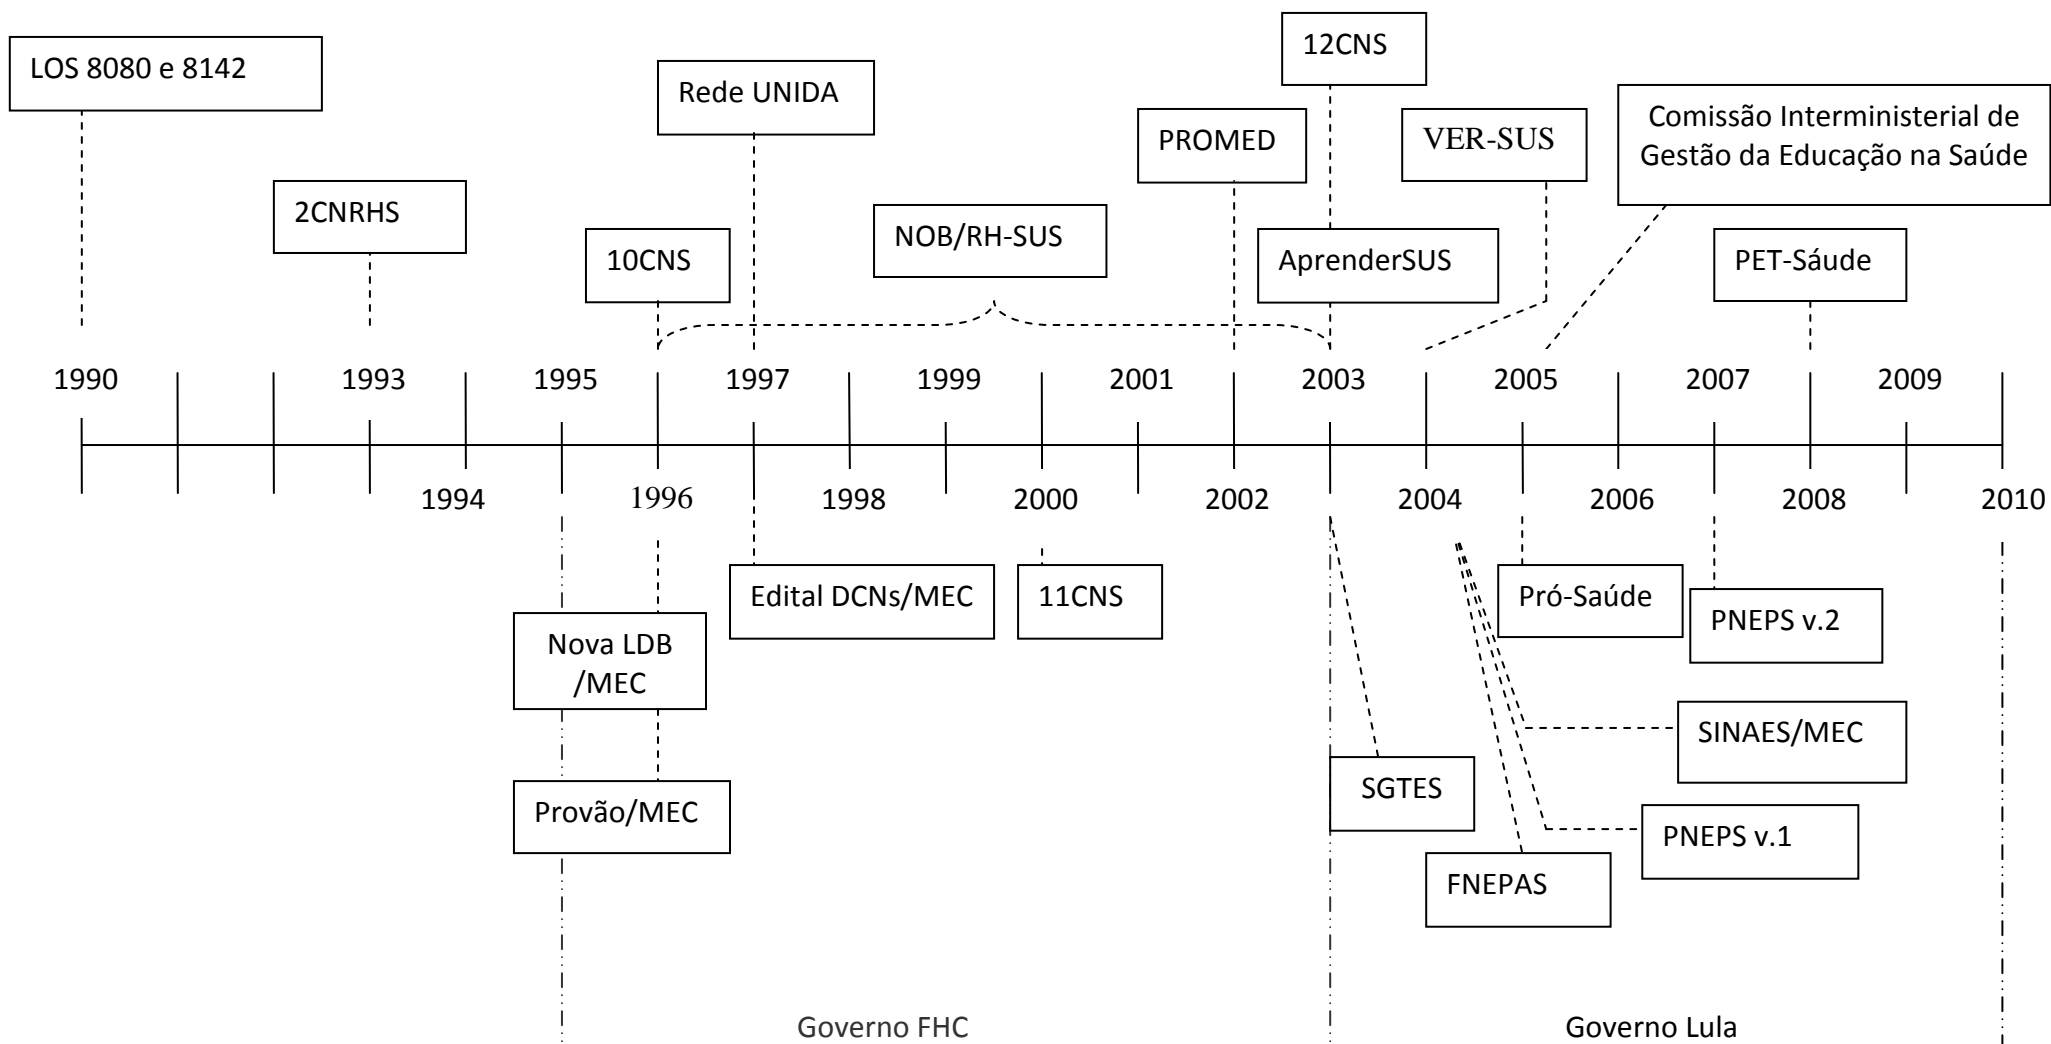 12CNS
LOS 8080 e 8142
Rede UNIDA
PROMED
VER-SUS
Comissão Interministerial de
Gestão da Educação na Saúde
2CNRHS
10CNS
NOB/RH-SUS
AprenderSUS
PET-Sáude
1990
1993
1995
1997
1999
2001
2003
2005
2007
2009
1994
1996
1998
2000
2002
2004
2006
2008
2010
Edital DCNs/MEC
11CNS
Pró-Saúde
PNEPS v.2
Nova LDB
/MEC
SINAES/MEC
Provão/MEC
SGTES
PNEPS v.1
FNEPAS
Governo FHC
Governo Lula